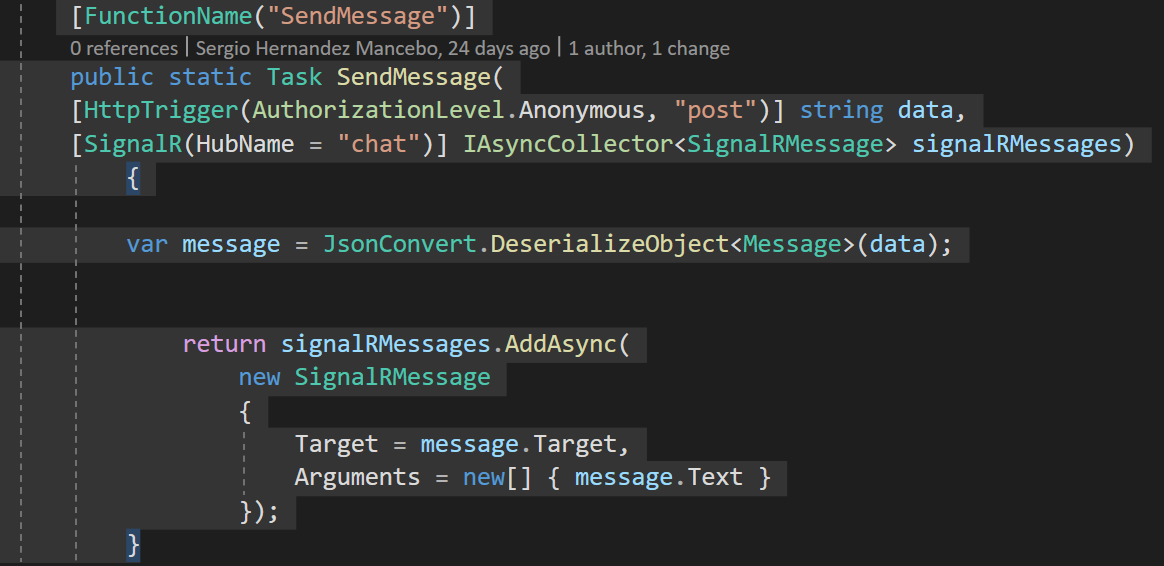 [FunctionName("SendMessage")]
0 references | Sergio Hernandez Mancebo, 24 days ago | 1 author, 1 change
public static Task SendMessage(
[HttpTrigger(AuthorizationLevel.Anonymous, "post")] string data,
[SignalR(HubName = "chat")] IAsyncCollector<SignalRMessage> signalRMessages)
{
var message = JsonConvert.DeserializeObject<Message>(data);
return signalRMessages.AddAsync(
new SignalRMessage
{
Target = message.Target,
Arguments = new[] { message.Text }
});
}